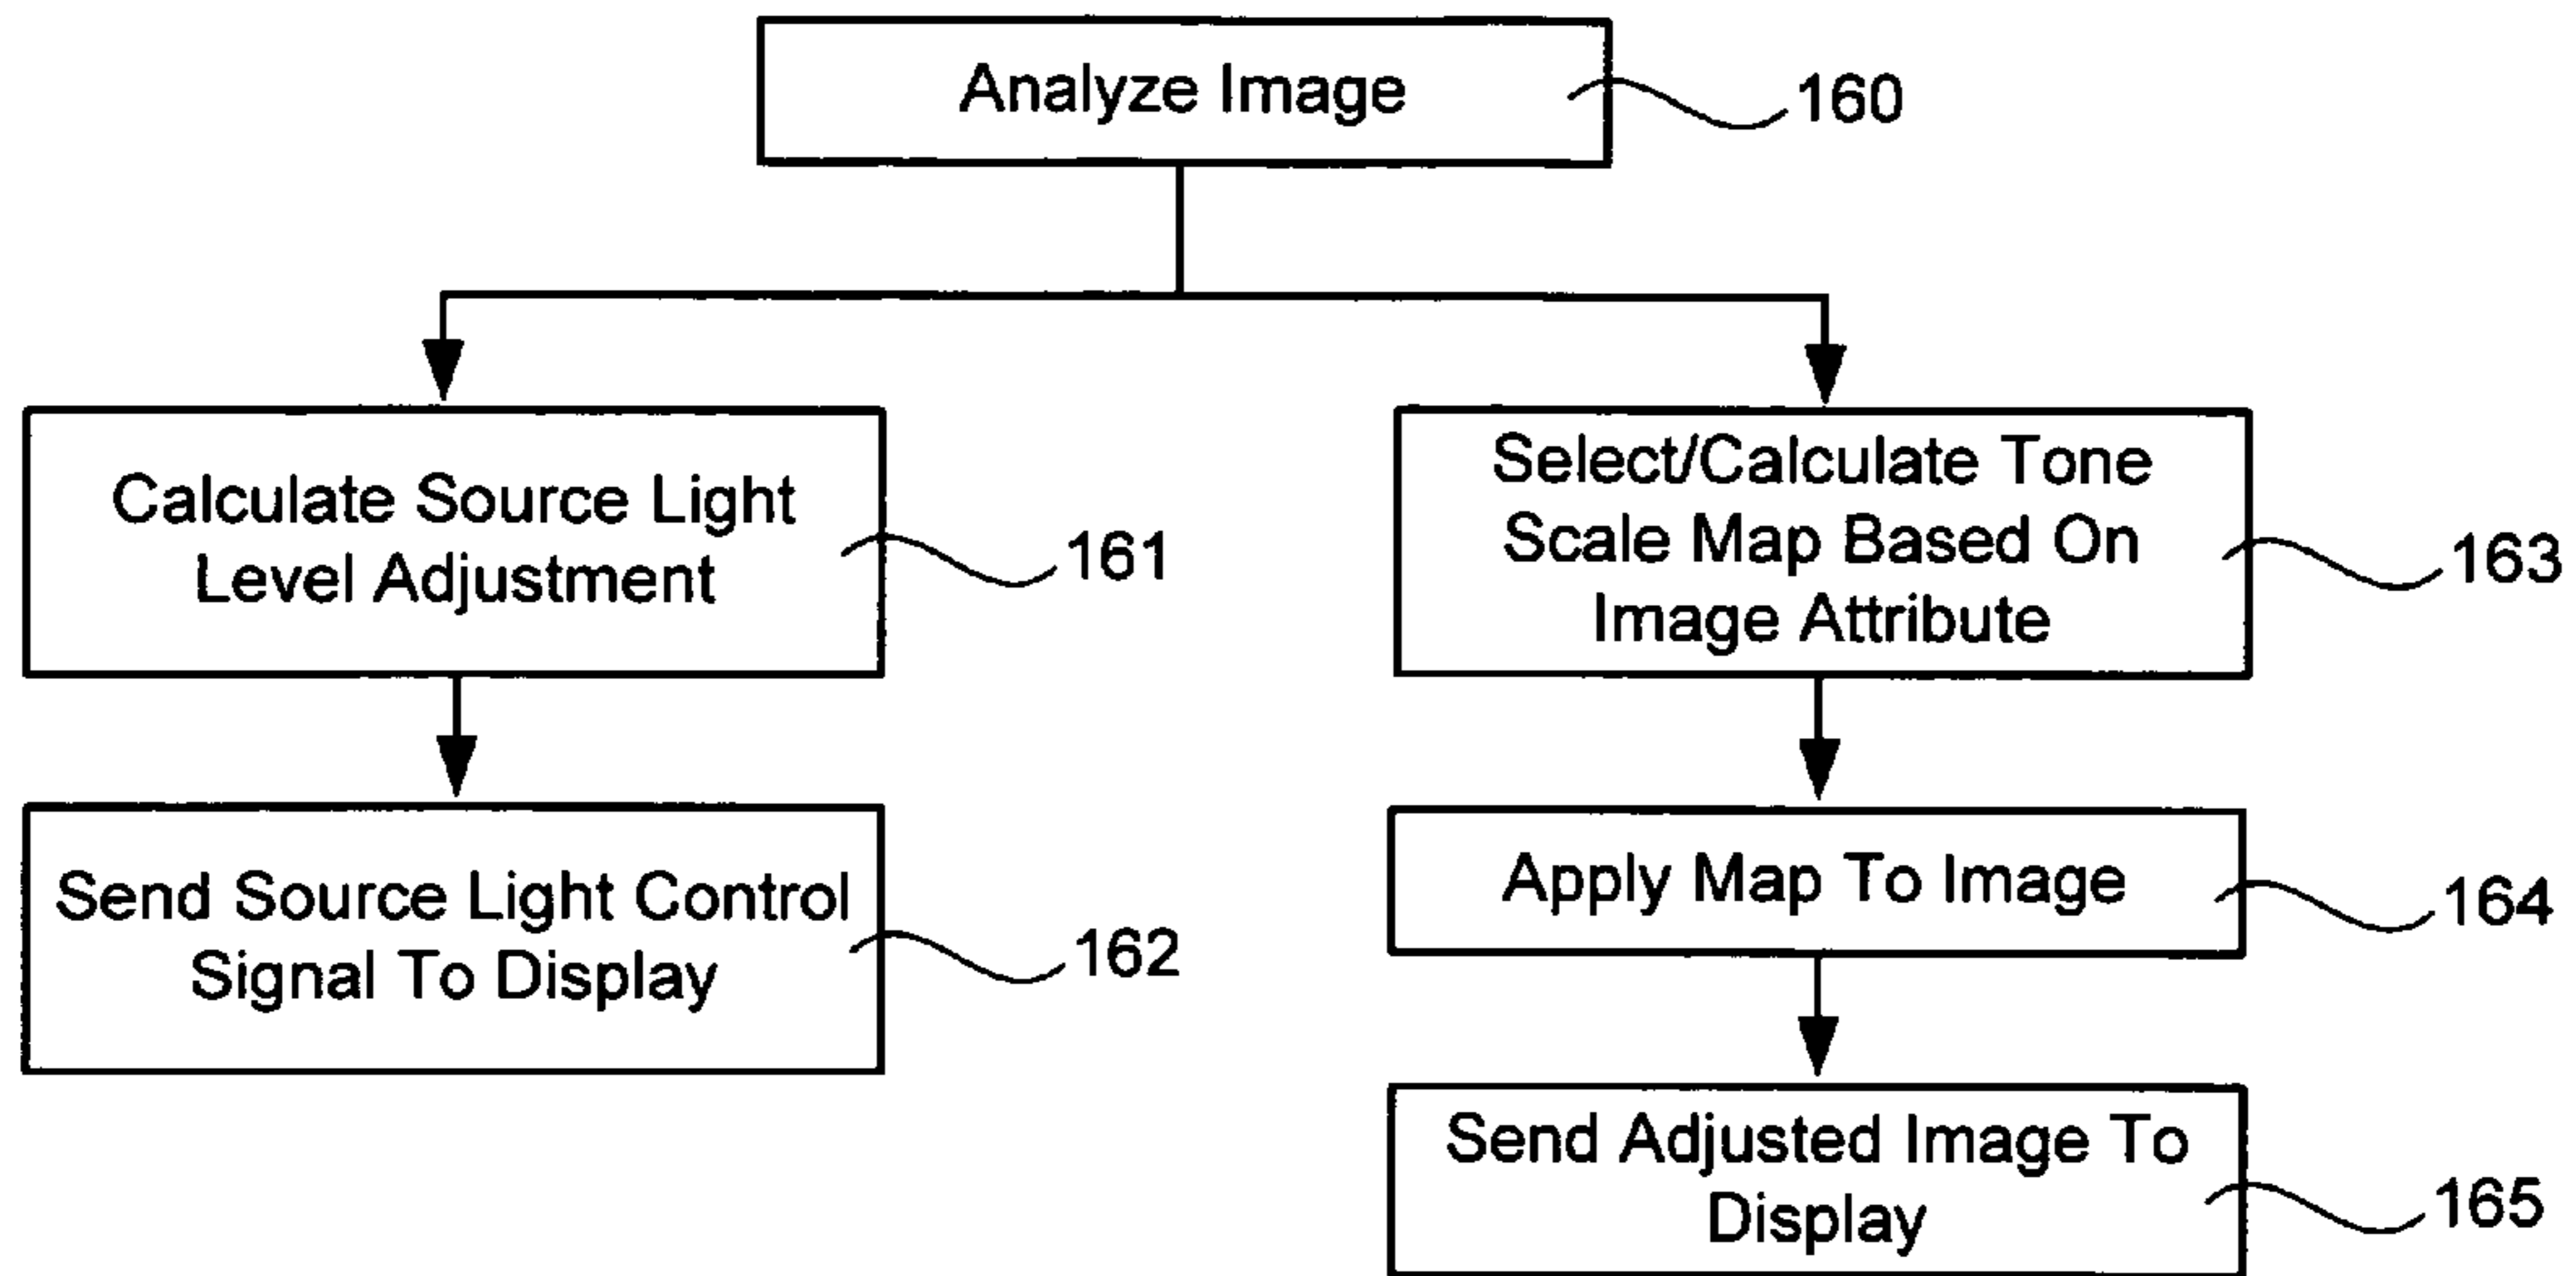 Analyze Image
160
Calculate Source Light
Level Adjustment
161
Select/Calculate Tone
Scale Map Based On
Image Attribute
163
Send Source Light Control
Signal To Display
162
Apply Map To Image
164
Send Adjusted Image To
Display
165